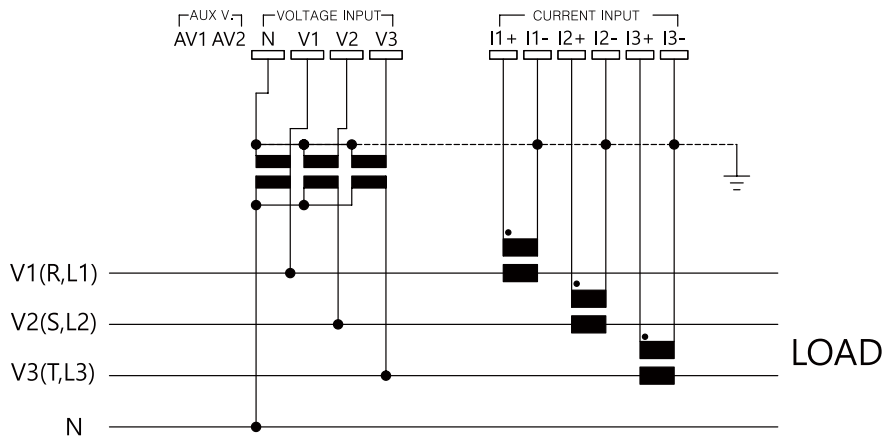 AUX V. VOLTAGE INPUT CURRENT INPUT
AV1 AV2 N V1 V2 V3 I1+ I1- I2+ I2- I3+ I3-
V1(R,L1)
V2(S,L2)
LOAD
V3(T,L3)
N